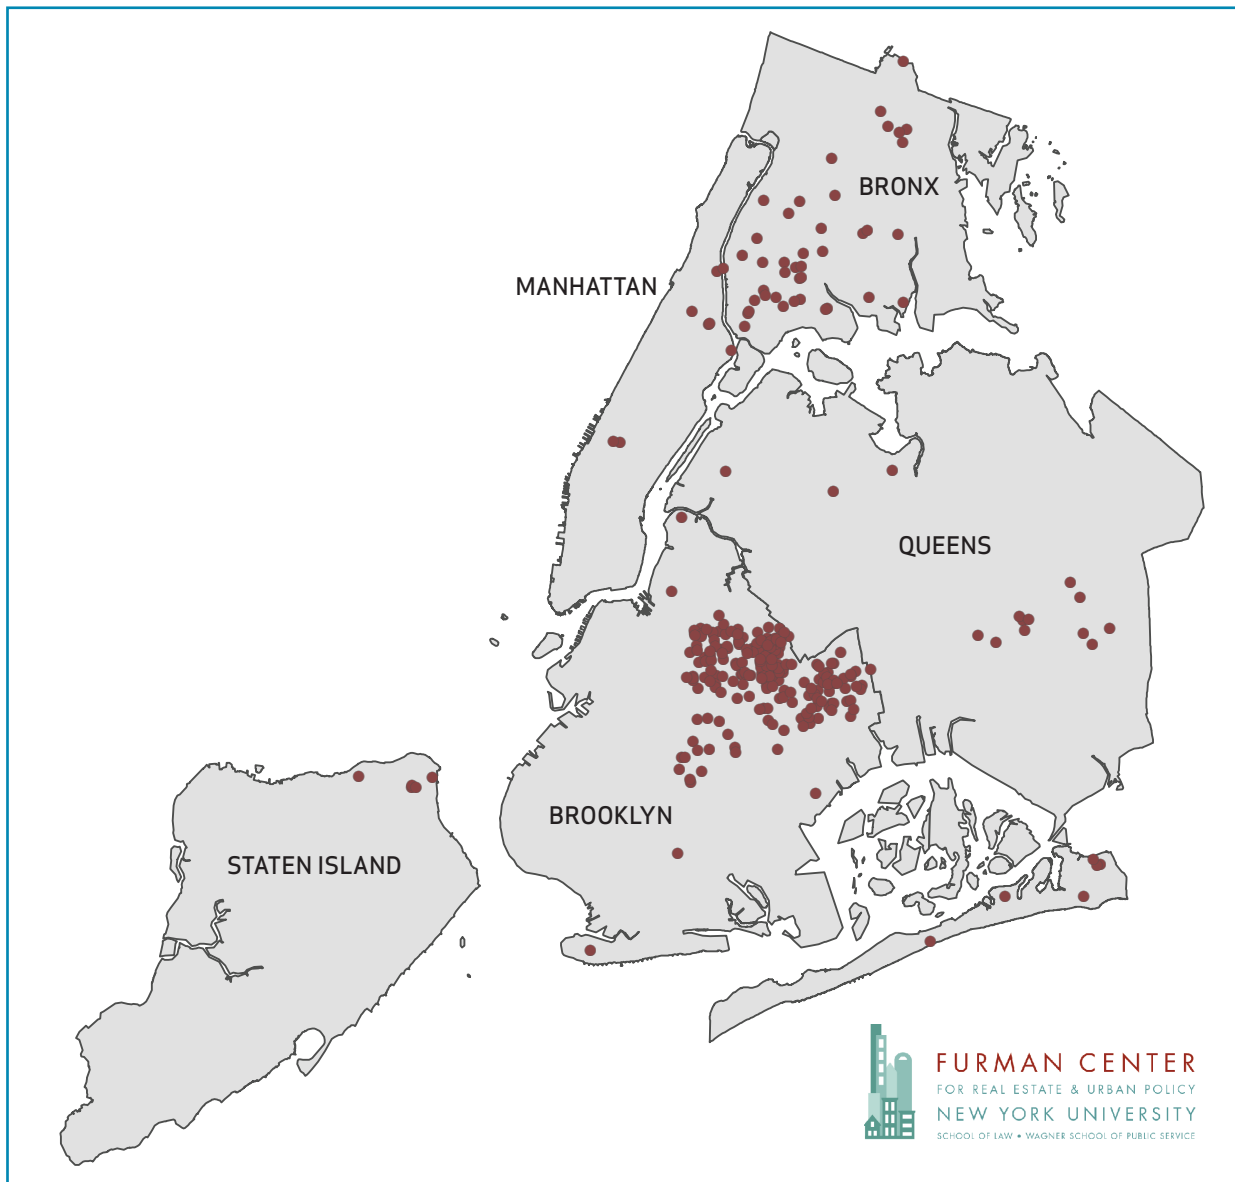 BRONX
MANHATTAN
QUEENS
BROOKLYN
STATEN ISLAND
FURMAN CENTER
FOR REAL ESTATE & URBAN POLICY
NEW YORK UNIVERSITY
SCHOOL OF LAW • WAGNER SCHOOL OF PUBLIC SERVICE